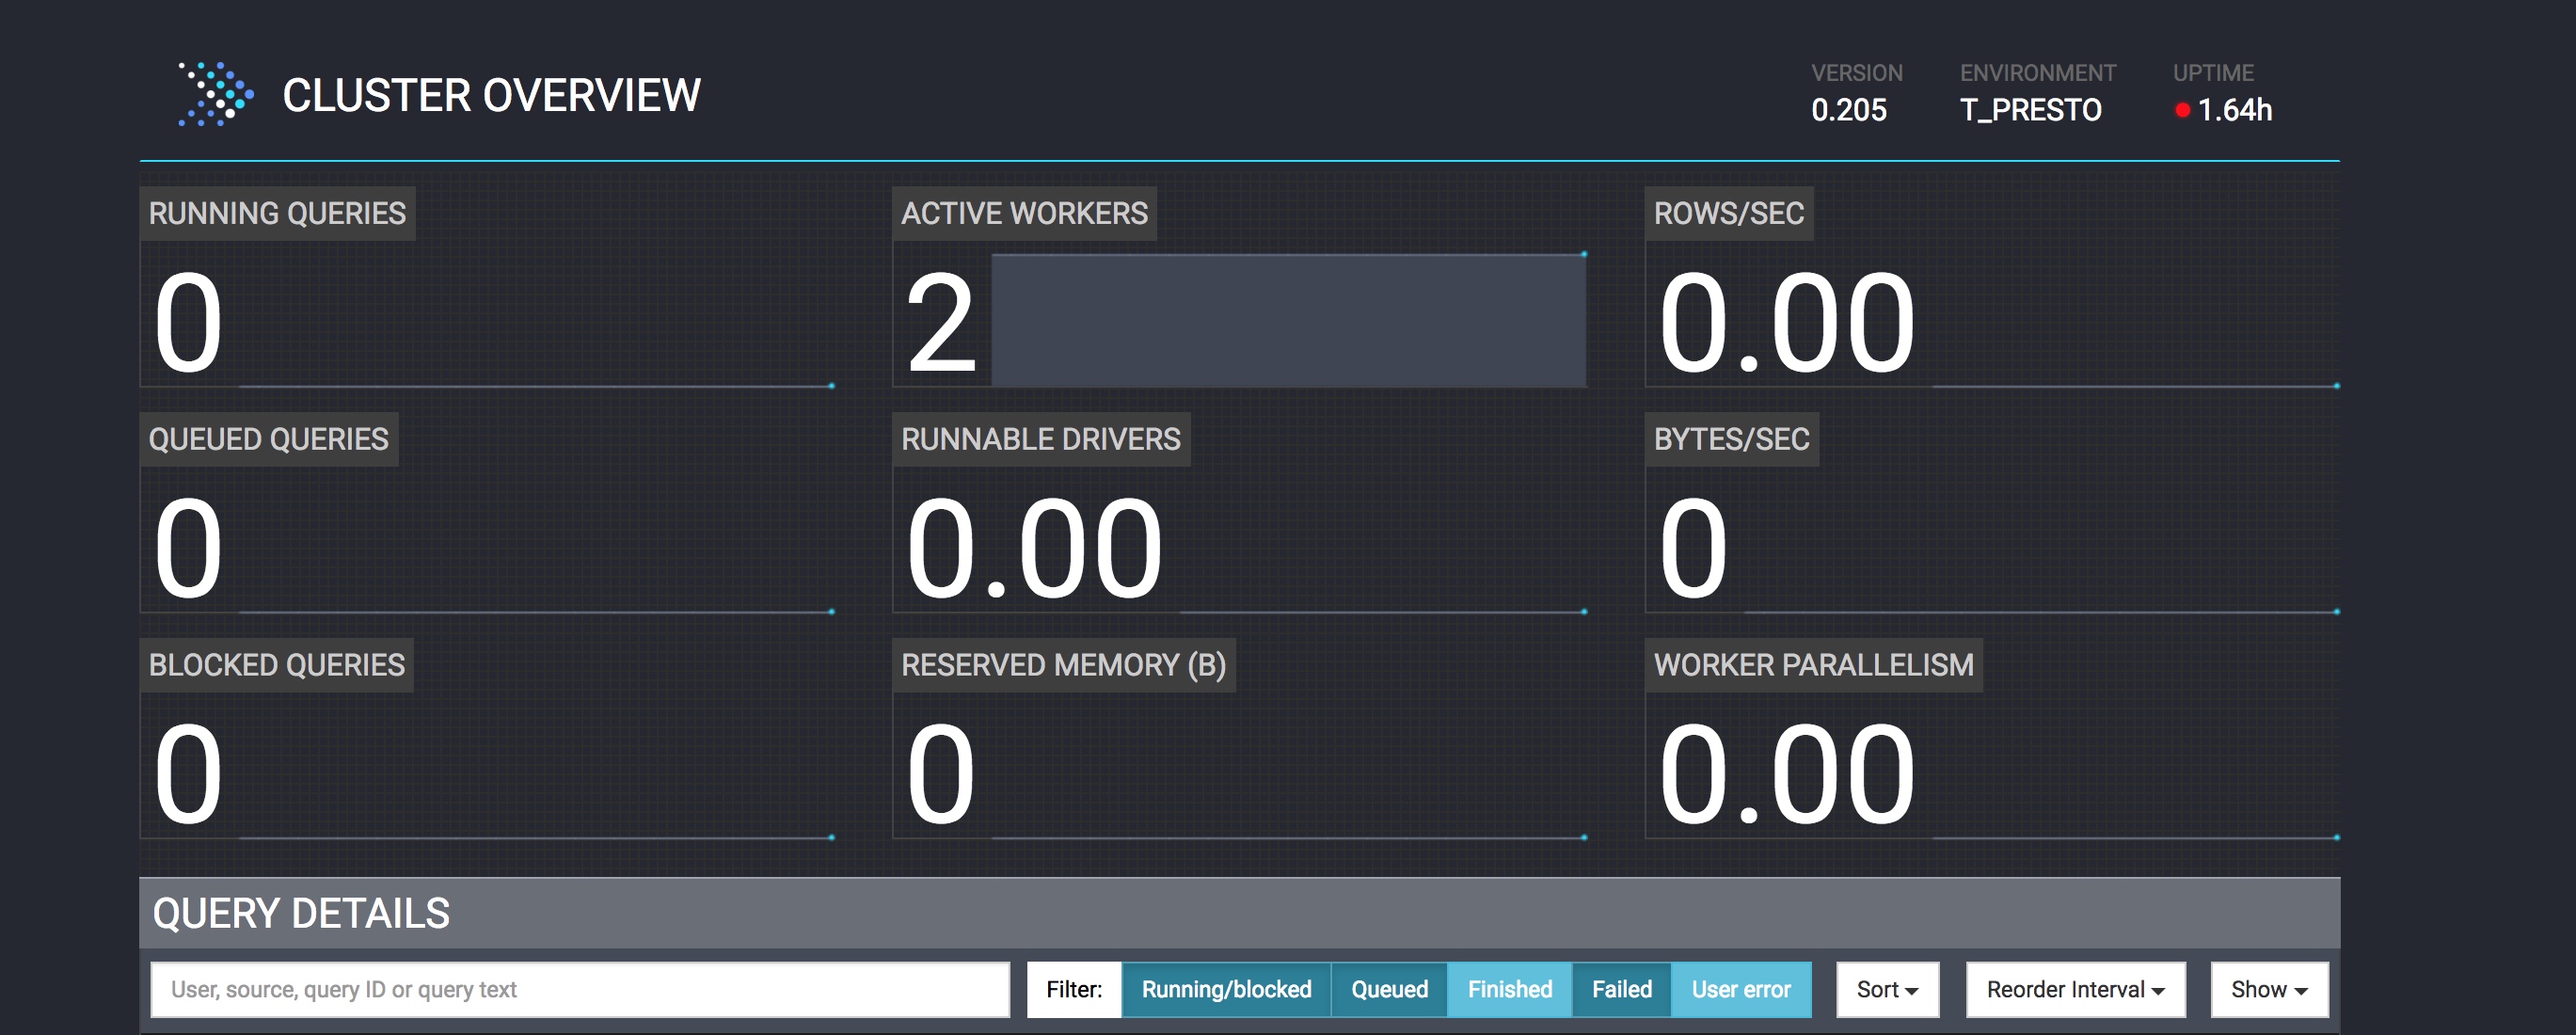 CLUSTER OVERVIEW
VERSION ENVIRONMENT UPTIME
0.205 T_PRESTO 1.64h
RUNNING QUERIES ACTIVE WORKERS ROWS/SEC
0 2 0.00
QUEUED QUERIES RUNNABLE DRIVERS BYTES/SEC
0 0.00 0
BLOCKED QUERIES RESERVED MEMORY (B) WORKER PARALLELISM
0 0 0.00
QUERY DETAILS
User, source, query ID or query text Filter: Running/blocked Queued Finished Failed User error Sort Reorder Interval Show